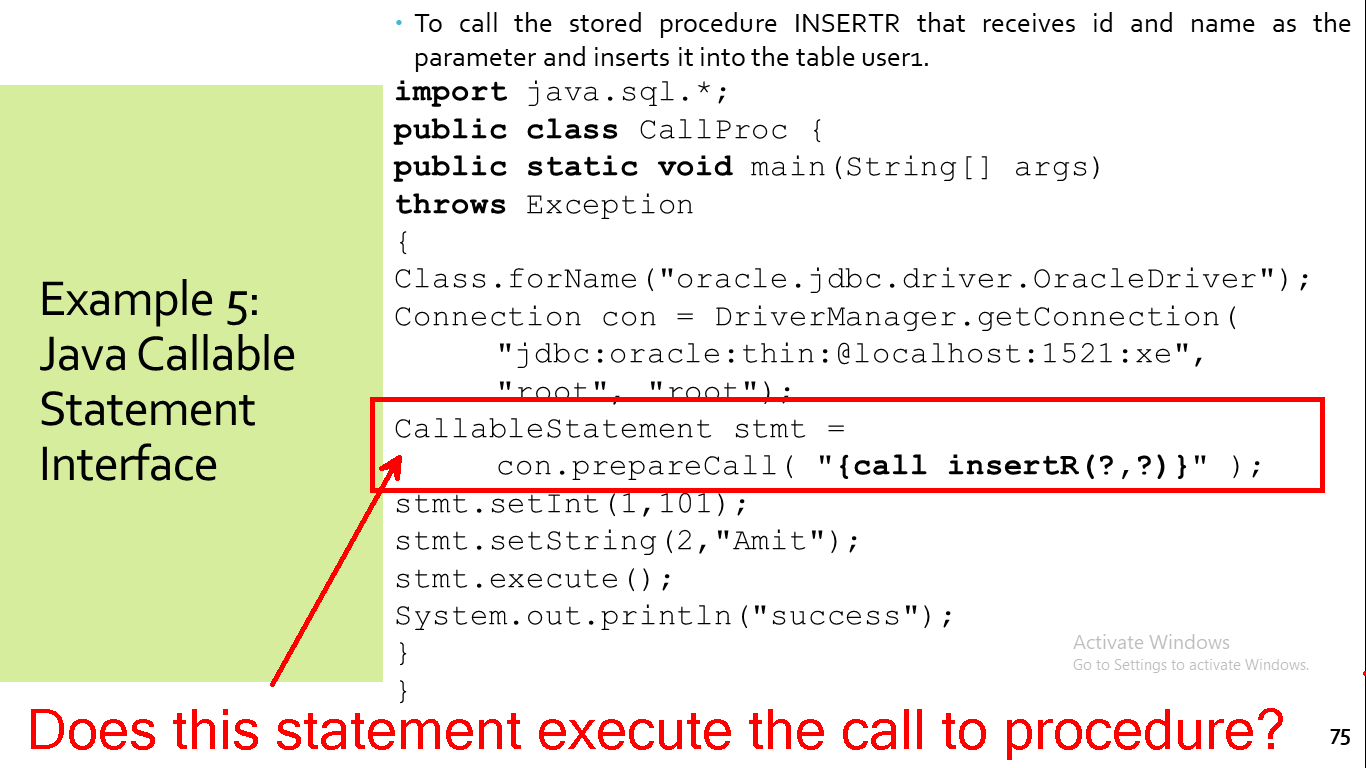 • To call the stored procedure INSERTR that receives id and name as the
parameter and inserts it into the table user1.
import java.sql.*;
public class CallProc {
public static void main(String[] args)
throws Exception
{
Class.forName("oracle.jdbc.driver.OracleDriver");
Connection con = DriverManager.getConnection(
"jdbc:oracle:thin:@localhost:1521:xe",
"root", "root");
CallableStatement stmt =
con.prepareCall( "{call insertR(?,?)}" );
stmt.setInt(1,101);
stmt.setString(2,"Amit");
stmt.execute();
System.out.println("success");
}
}
Example 5:
Java Callable
Statement
Interface
Activate Windows
Go to Settings to activate Windows.
Does this statement execute the call to procedure?
75